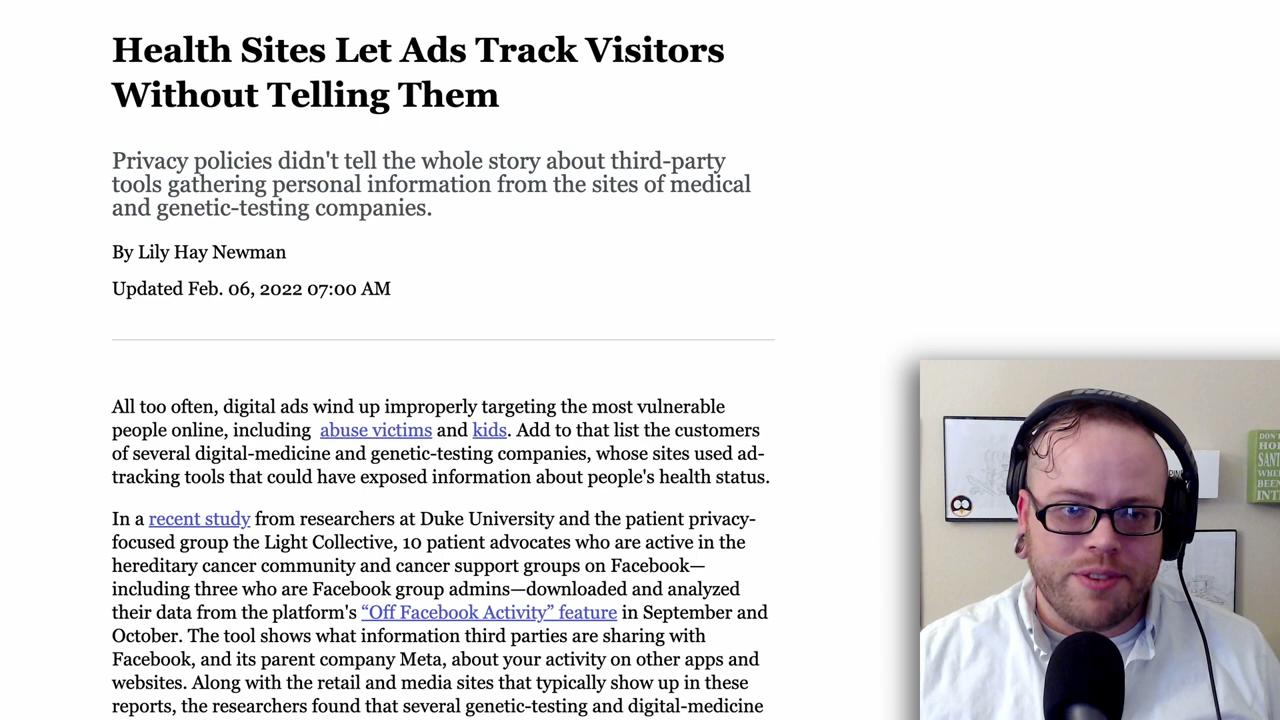 Health Sites Let Ads Track Visitors
Without Telling Them
Privacy policies didn't tell the whole story about third-party
tools gathering personal information from the sites of medical
and genetic-testing companies.
By Lily Hay Newman
Updated Feb. 06, 2022 07:00 AM
All too often, digital ads wind up improperly targeting the most vulnerable
people online, including abuse victims and kids. Add to that list the customers
of several digital-medicine and genetic-testing companies, whose sites used ad-
tracking tools that could have exposed information about people's health status.
In a recent study from researchers at Duke University and the patient privacy-
focused group the Light Collective, 10 patient advocates who are active in the
hereditary cancer community and cancer support groups on Facebook—
including three who are Facebook group admins—downloaded and analyzed
their data from the platform's “Off Facebook Activity” feature in September and
October. The tool shows what information third parties are sharing with
Facebook, and its parent company Meta, about your activity on other apps and
websites. Along with the retail and media sites that typically show up in these
reports, the researchers found that several genetic-testing and digital-medicine